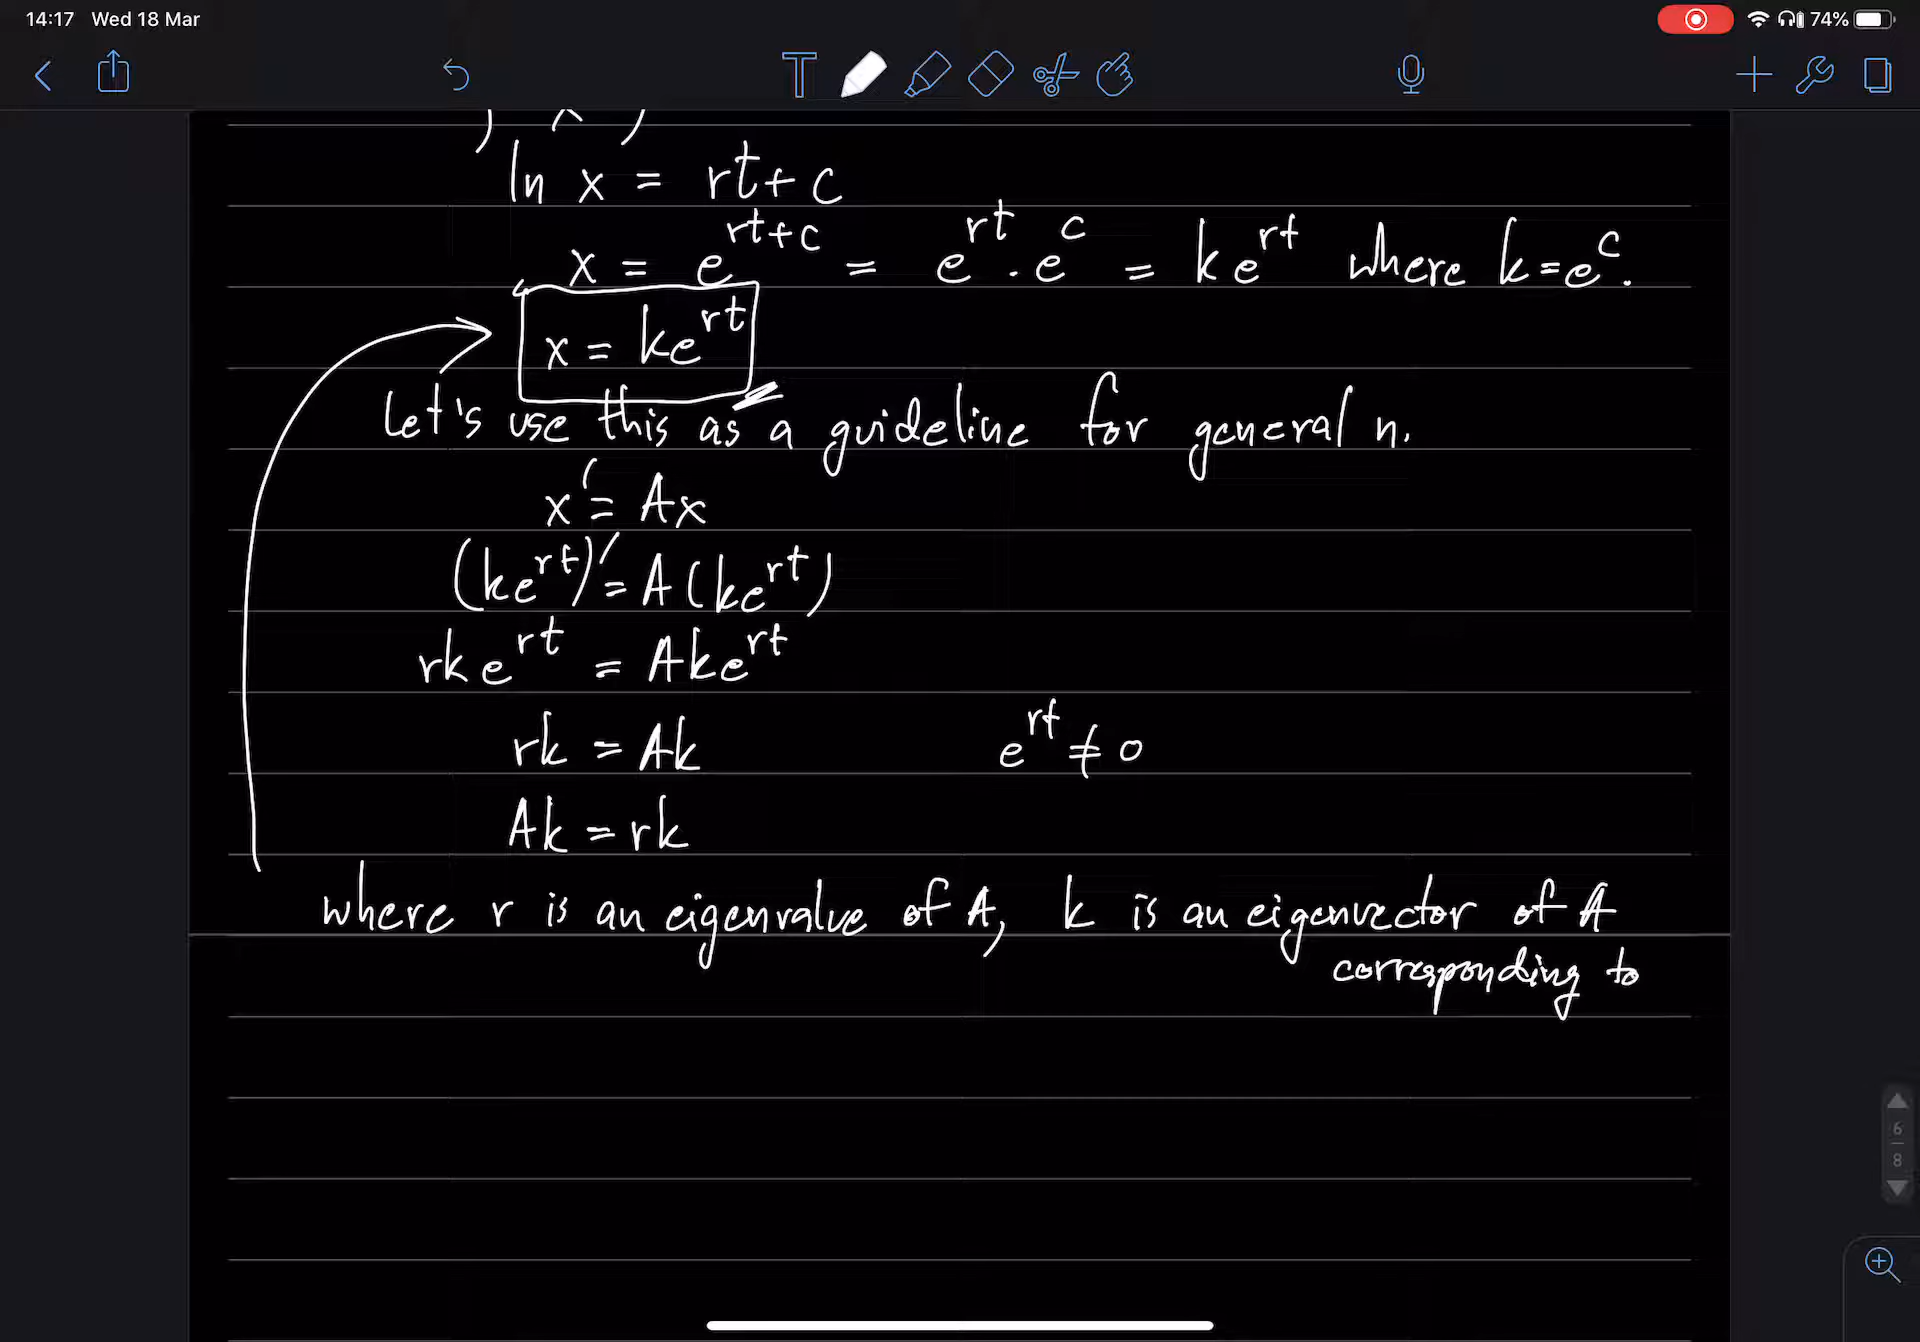 14:17 Wed 18 Mar 74%
ln x = rt+c
x = e^{rt+c} = e^{rt} . e^{c} = ke^{rt} where k=e^{c}.
x = ke^{rt}
Let's use this as a guideline for general n.
x' = Ax
(ke^{rt})' = A(ke^{rt})
rke^{rt} = Ake^{rt}
rk = Ak e^{rt} ≠ 0
Ak = rk
where r is an eigenvalue of A, k is an eigenvector of A
corresponding to
6
8